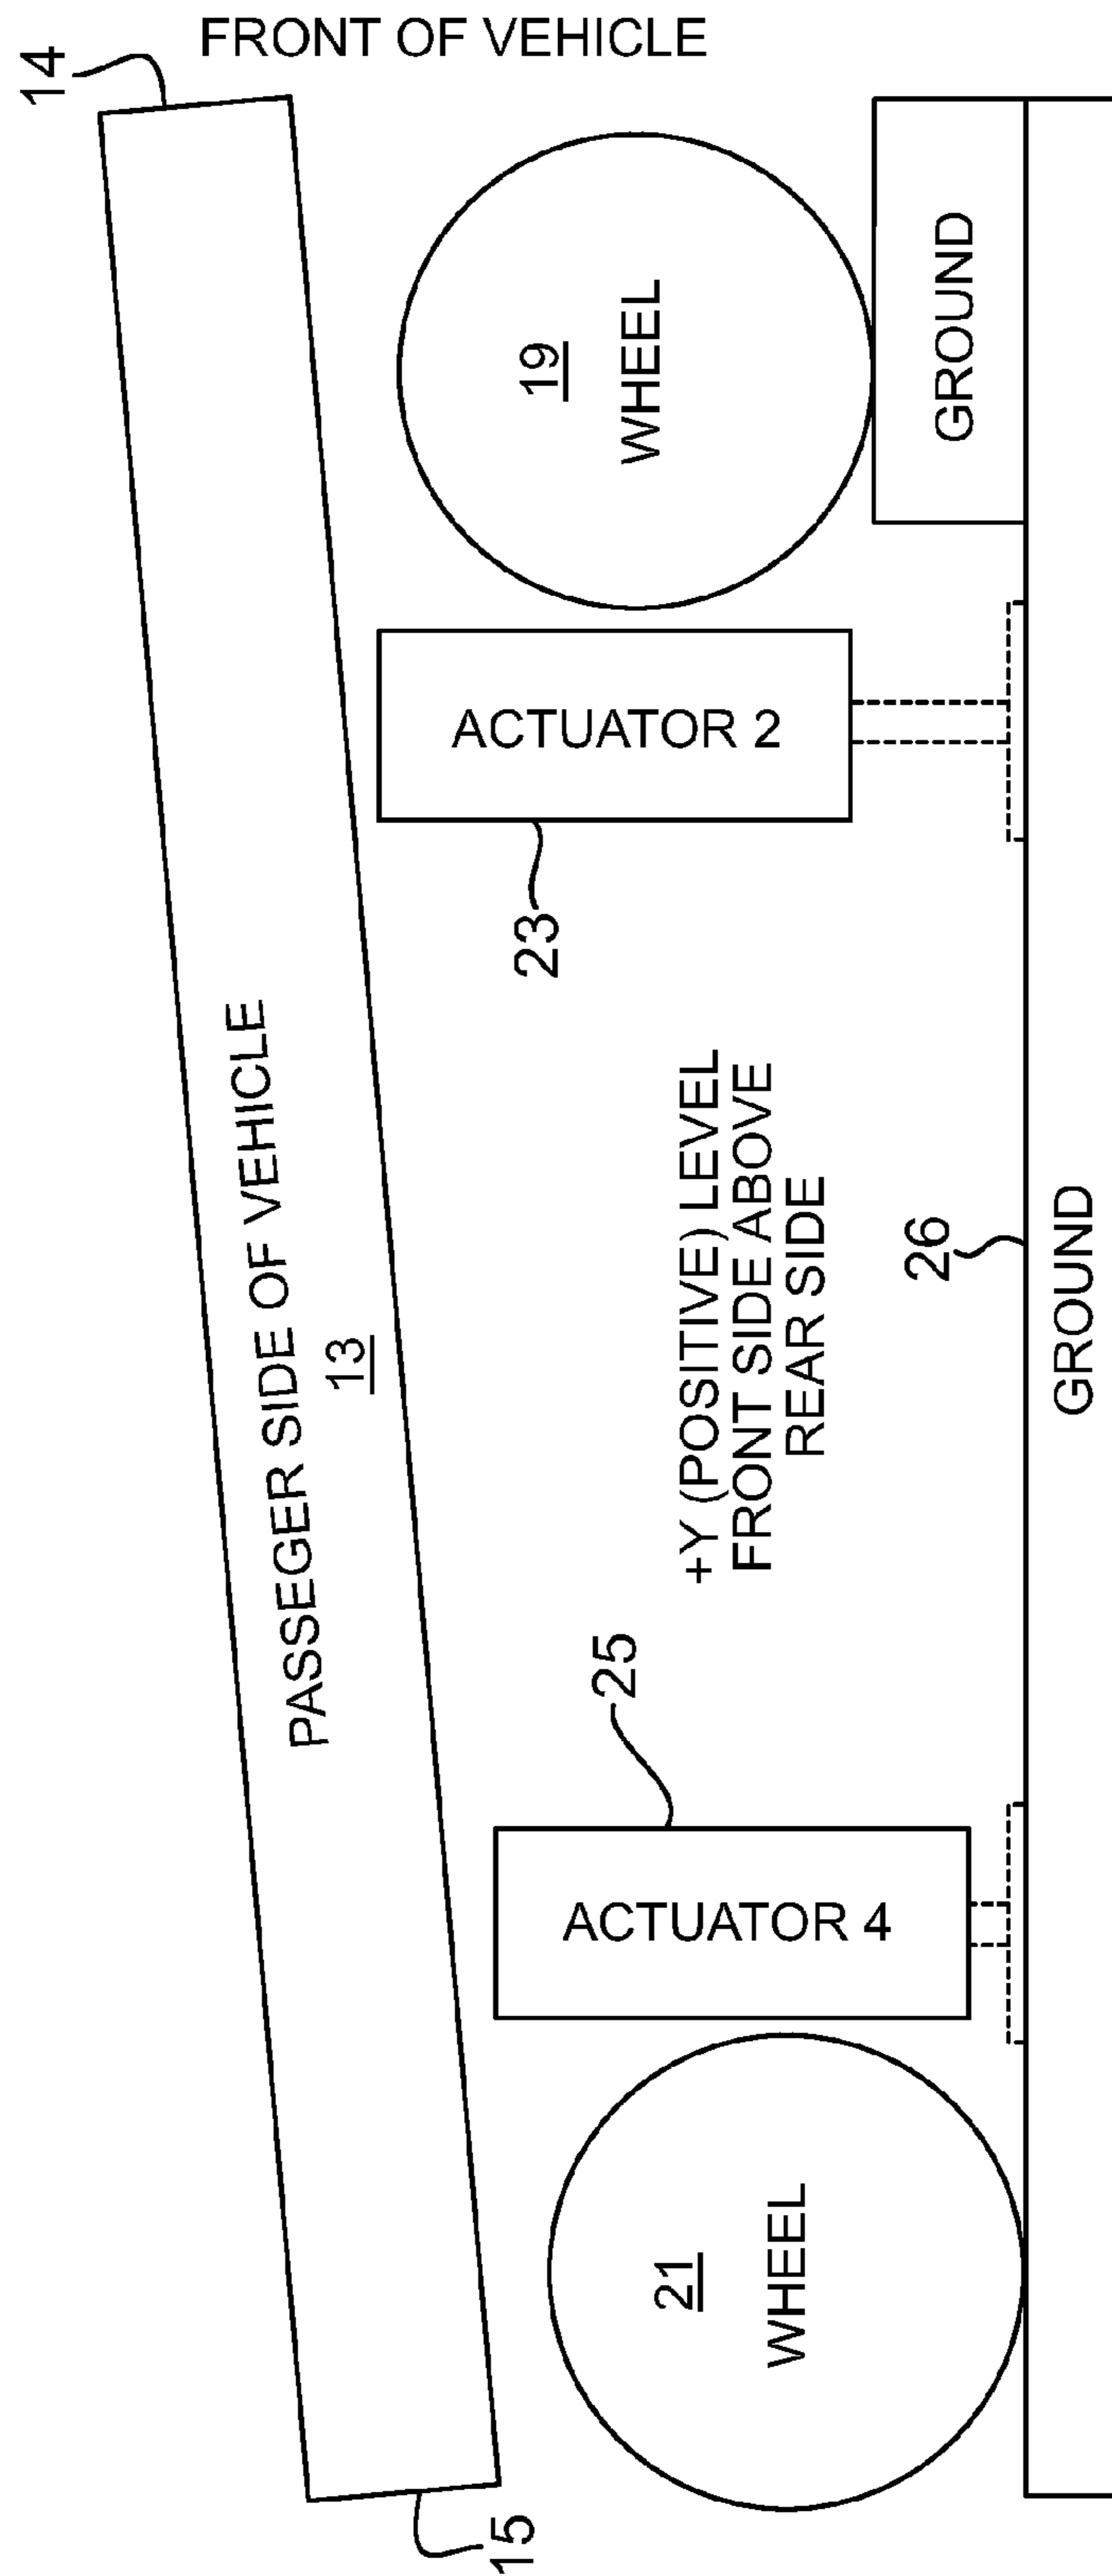 14
FRONT OF VEHICLE
PASSEGER SIDE OF VEHICLE
13
15
19
WHEEL
GROUND
ACTUATOR 2
23
+Y (POSITIVE) LEVEL
FRONT SIDE ABOVE
REAR SIDE
25
ACTUATOR 4
21
WHEEL
26
GROUND